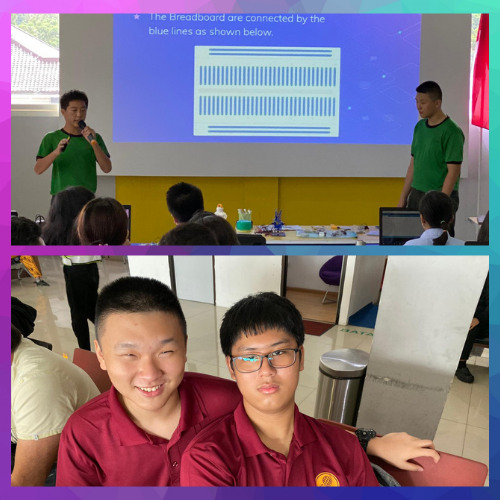 ★ The Breadboard are connected by the
blue lines as shown below.